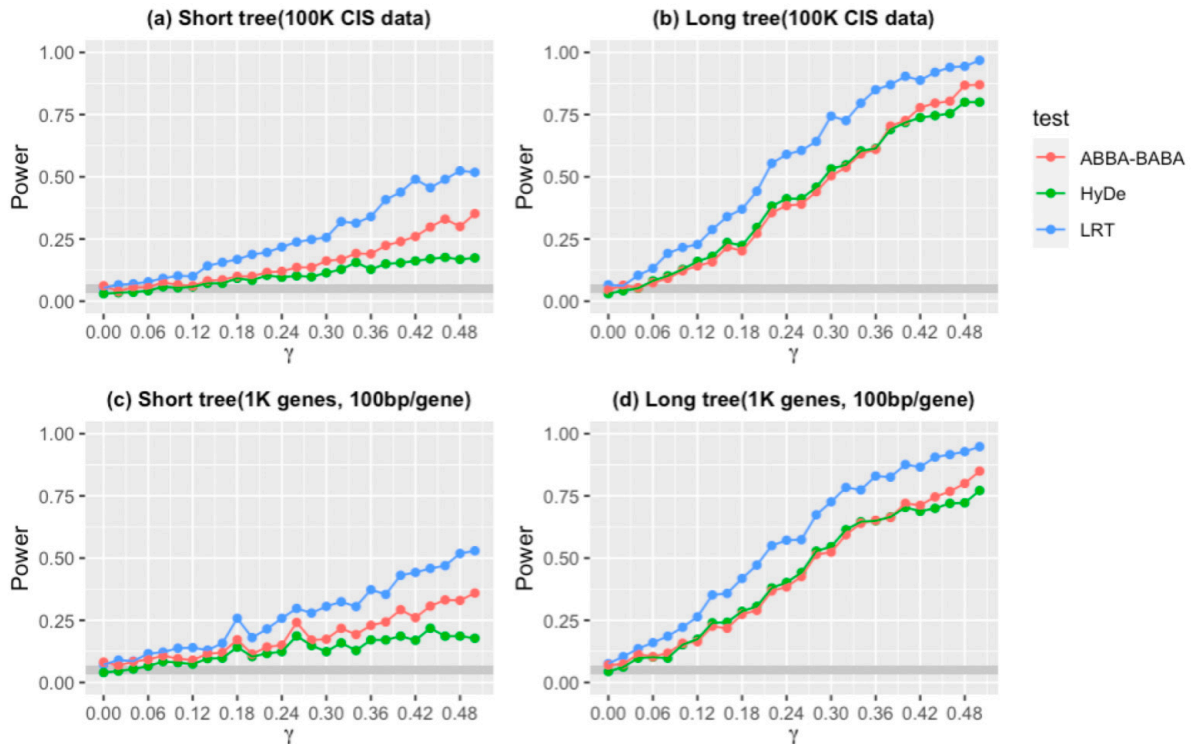 (a) Short tree(100K CIS data)
(b) Long tree(100K CIS data)
1.00
0.75
0.50
0.25
0.00
Power
0.00 0.06 0.12 0.18 0.24 0.30 0.36 0.42 0.48
γ
1.00
0.75
0.50
0.25
0.00
Power
0.00 0.06 0.12 0.18 0.24 0.30 0.36 0.42 0.48
γ
test
ABBA-BABA
HyDe
LRT
(c) Short tree(1K genes, 100bp/gene)
(d) Long tree(1K genes, 100bp/gene)
1.00
0.75
0.50
0.25
0.00
Power
0.00 0.06 0.12 0.18 0.24 0.30 0.36 0.42 0.48
γ
1.00
0.75
0.50
0.25
0.00
Power
0.00 0.06 0.12 0.18 0.24 0.30 0.36 0.42 0.48
γ